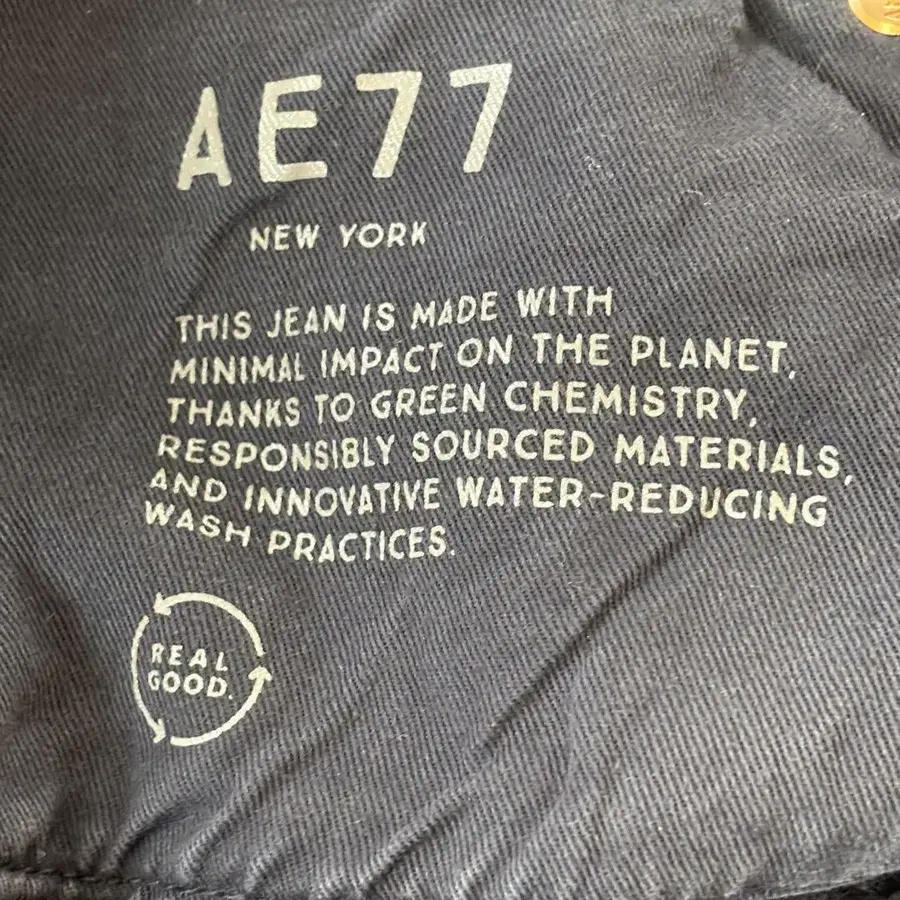 AE77
NEW YORK
THIS JEAN IS MADE WITH
MINIMAL IMPACT ON THE PLANET,
THANKS TO GREEN CHEMISTRY,
RESPONSIBLY SOURCED MATERIALS,
AND INNOVATIVE WATER-REDUCING
WASH PRACTICES.
REAL
GOOD.